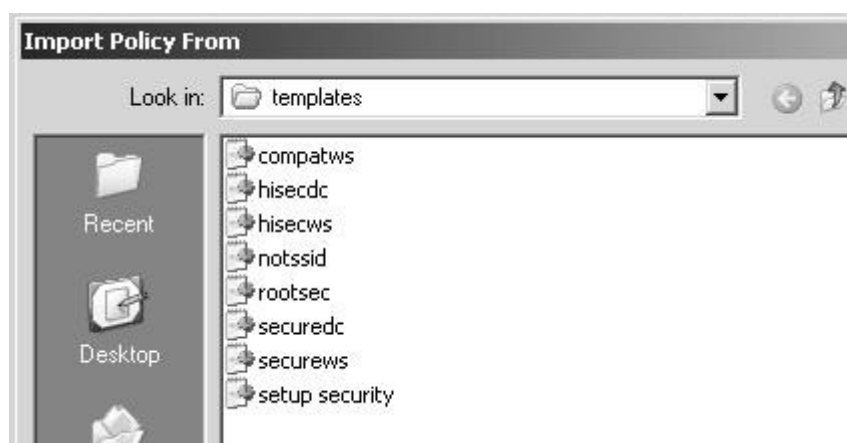 Import Policy From
Look in: templates
Recent
Desktop
compatws
hisecdc
hisecws
notssid
rootsec
securedc
securews
setup security